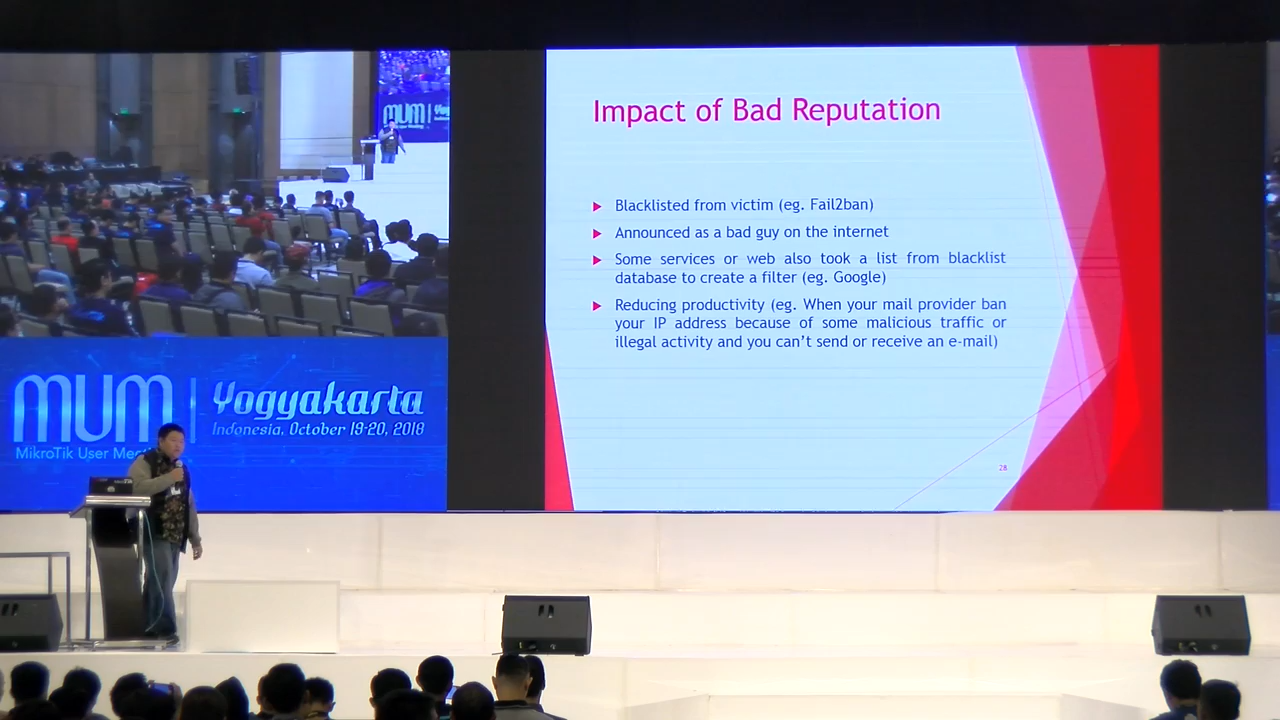 Impact of Bad Reputation
Blacklisted from victim (eg. Fail2ban)
Announced as a bad guy on the internet
Some services or web also took a list from blacklist
database to create a filter (eg. Google)
Reducing productivity (eg. When your mail provider ban
your IP address because of some malicious traffic or
illegal activity and you can't send or receive an e-mail)
28
MUM
Yogyakarta
Indonesia, October 19-20, 2018
MikroTik User
MUM